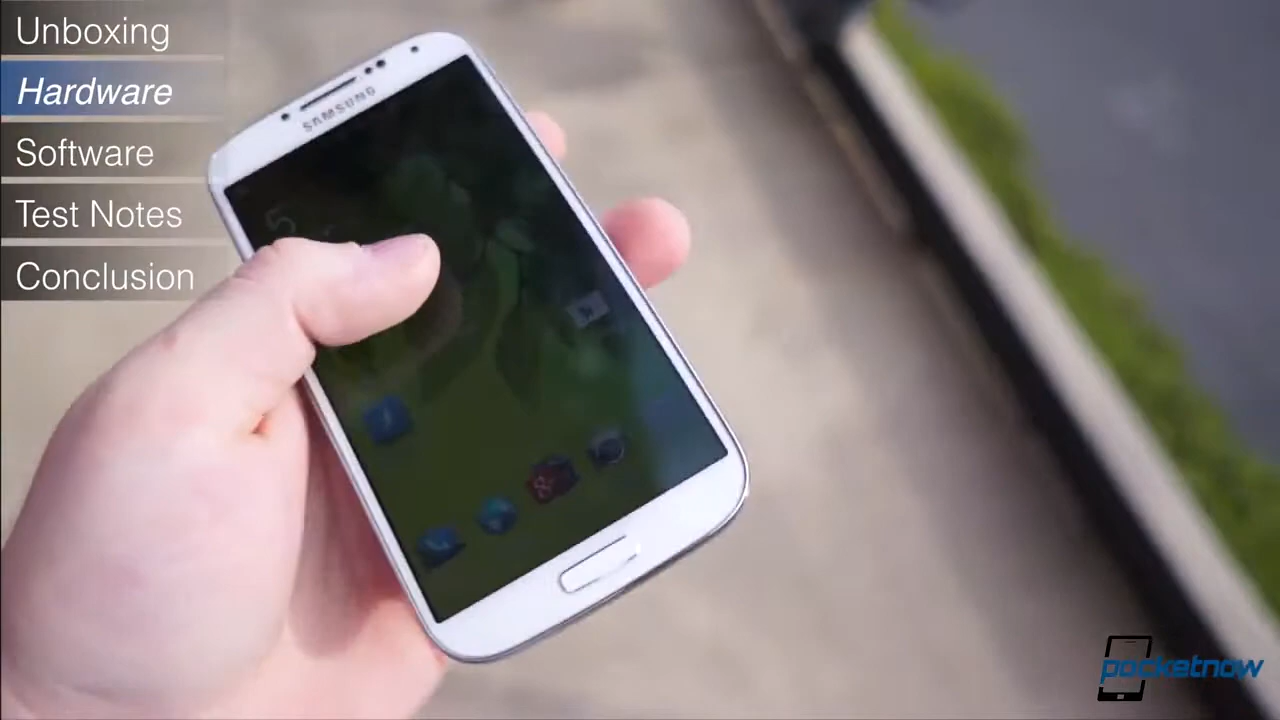 Unboxing
Hardware
Software
Test Notes
Conclusion
SAMSUNG
pocketnow